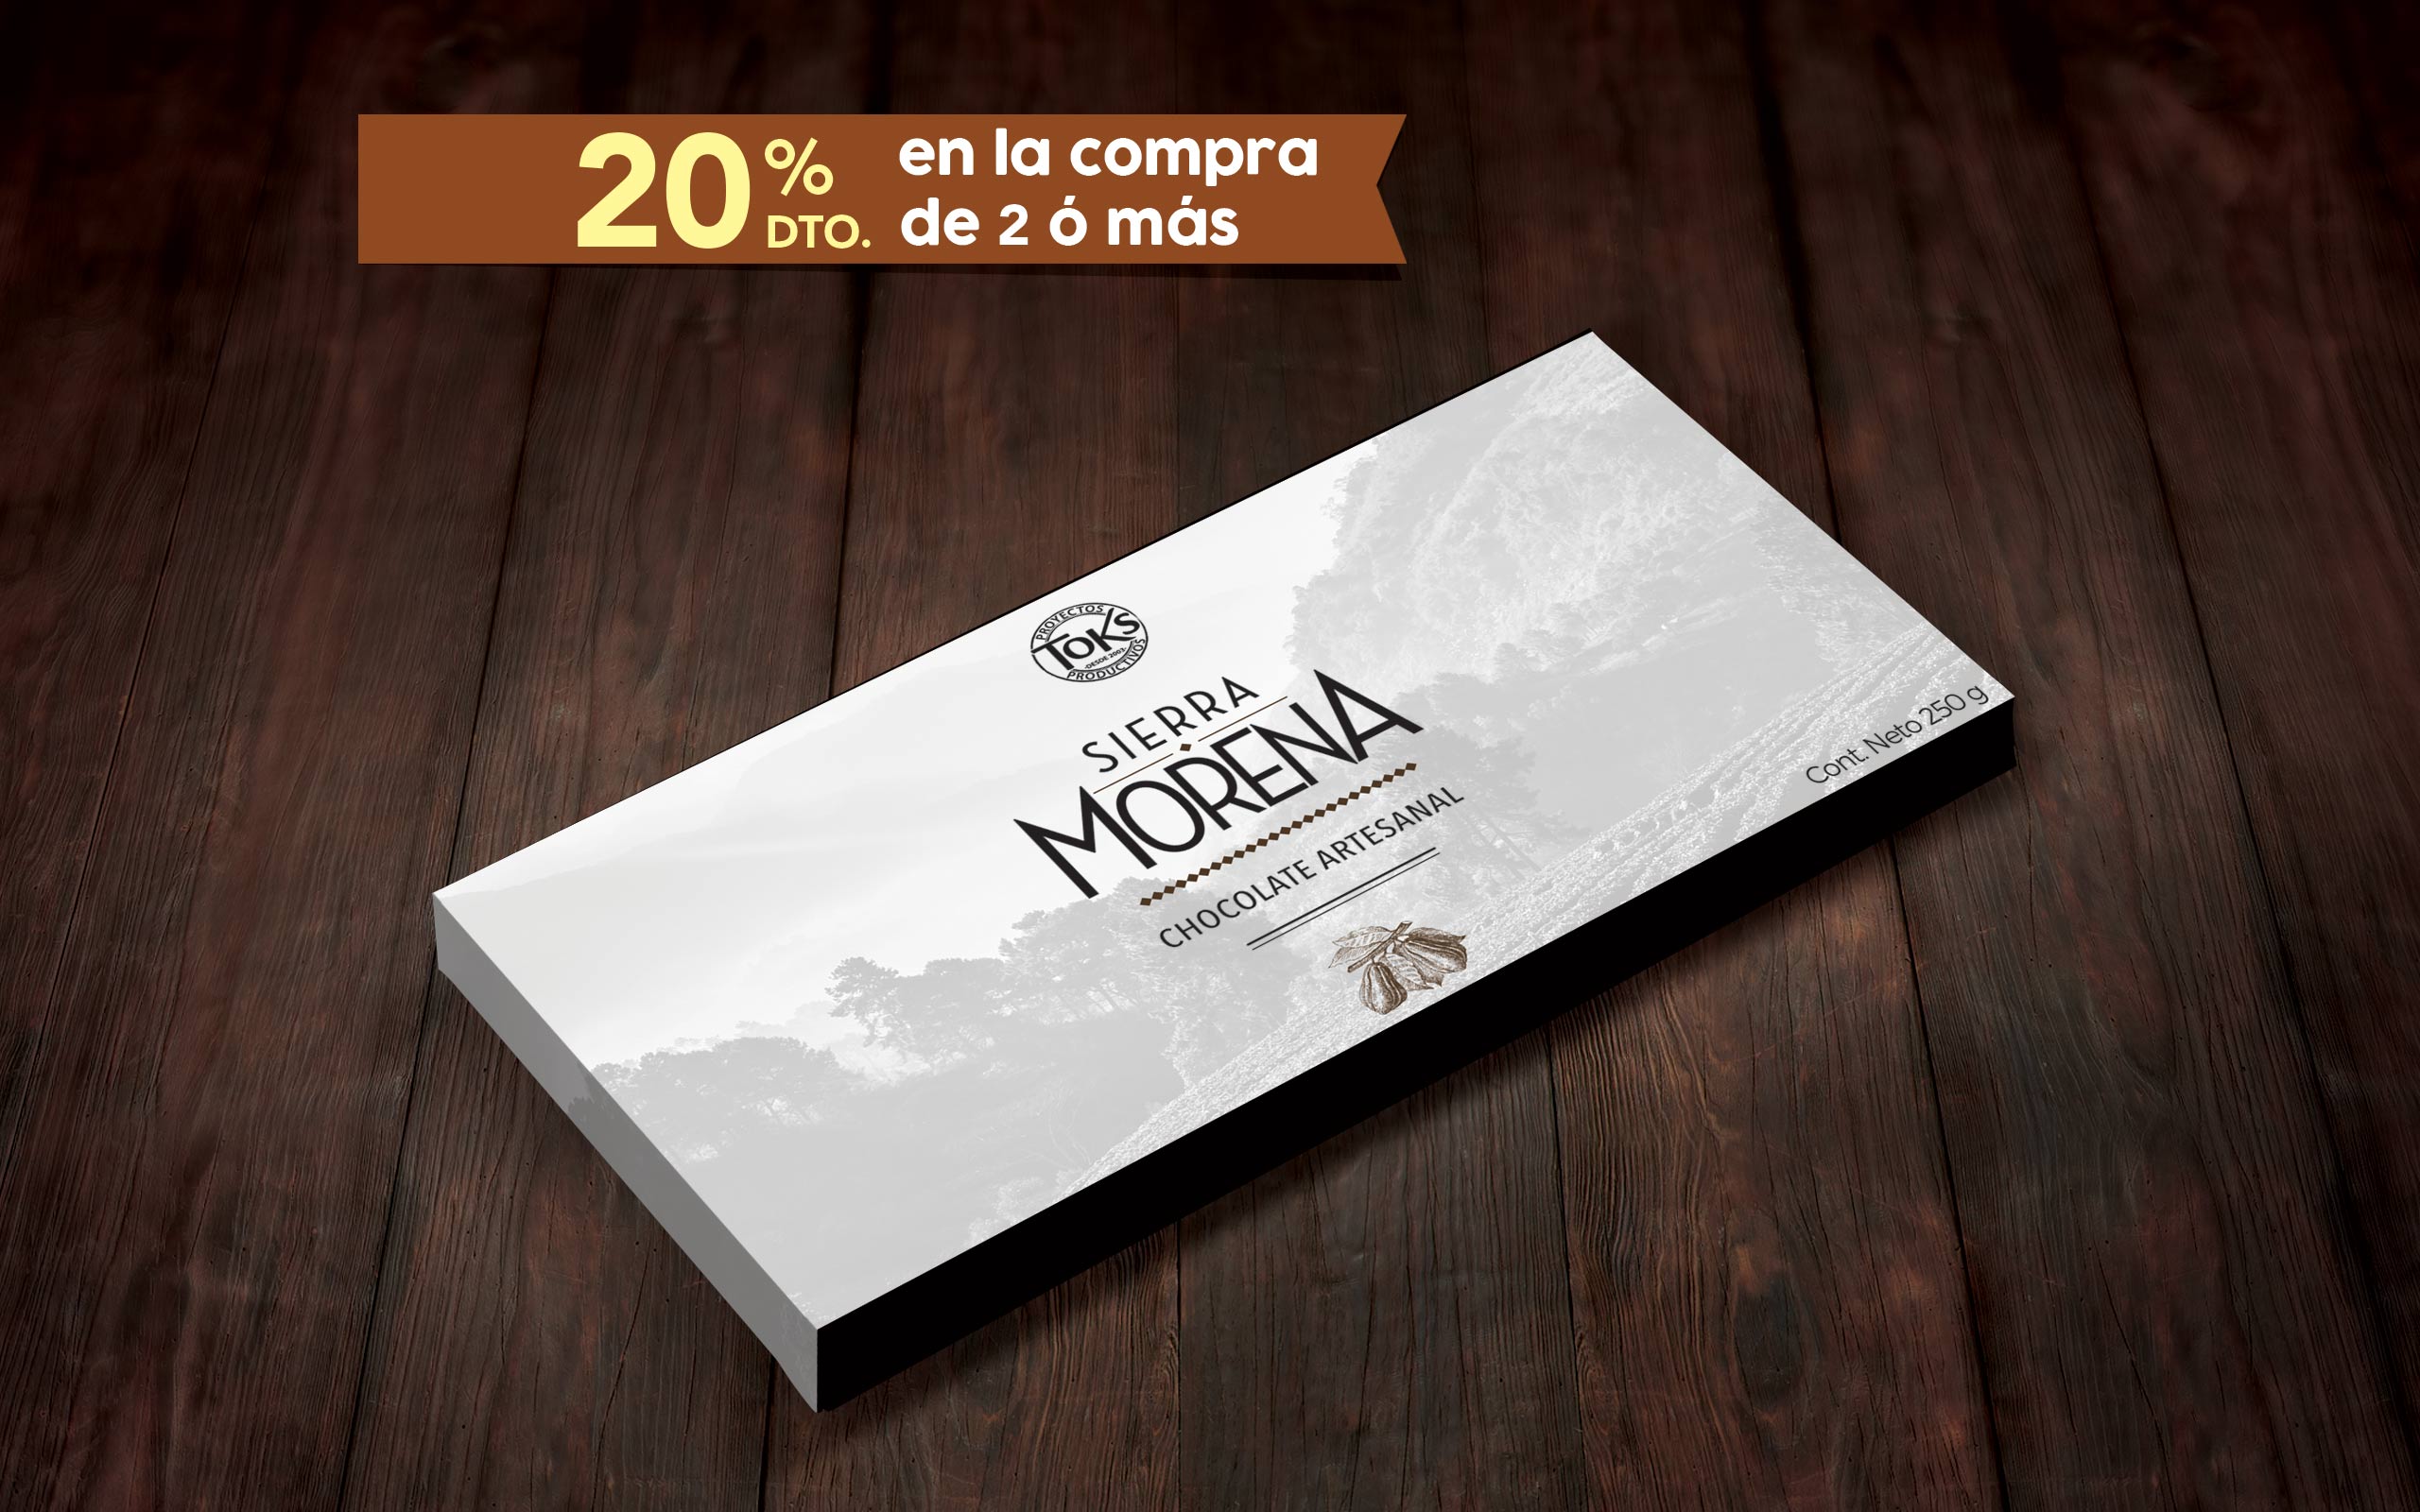 20% DTO. en la compra
de 2 ó más
PROYECTOS
ToKs
-DESDE 2003-
PRODUCTIVOS
SIERRA
MORENA
CHOCOLATE ARTESANAL
Cont. Neto 250 g